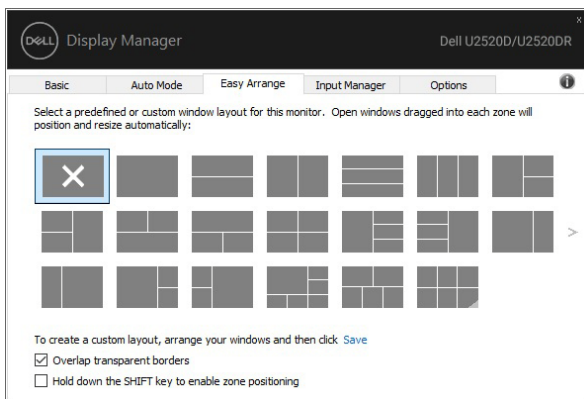 DELL Display Manager Dell U2520D/U2520DR
Basic Auto Mode Easy Arrange Input Manager Options
Select a predefined or custom window layout for this monitor. Open windows dragged into each zone will
position and resize automatically:
To create a custom layout, arrange your windows and then click Save
Overlap transparent borders
Hold down the SHIFT key to enable zone positioning